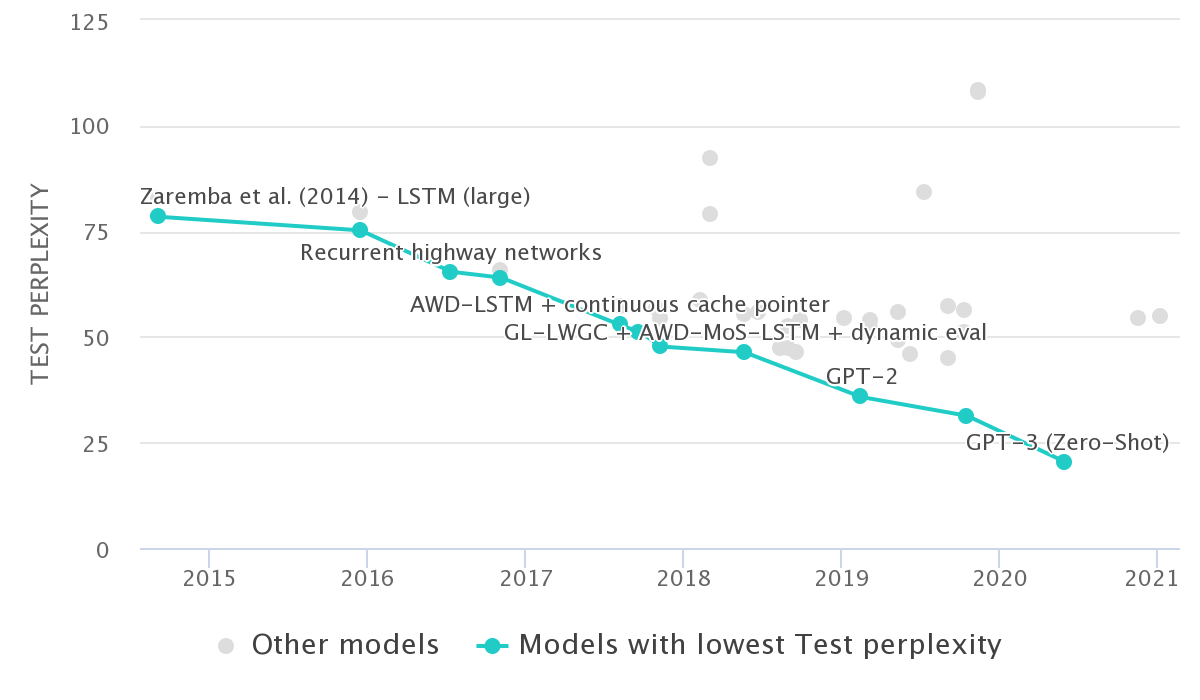 125
100
75
50
25
0
TEST PERPLEXITY
Zaremba et al. (2014) - LSTM (large)
Recurrent highway networks
AWD-LSTM + continuous cache pointer
GL-LWGC + AWD-MoS-LSTM + dynamic eval
GPT-2
GPT-3 (Zero-Shot)
2015 2016 2017 2018 2019 2020 2021
Other models Models with lowest Test perplexity